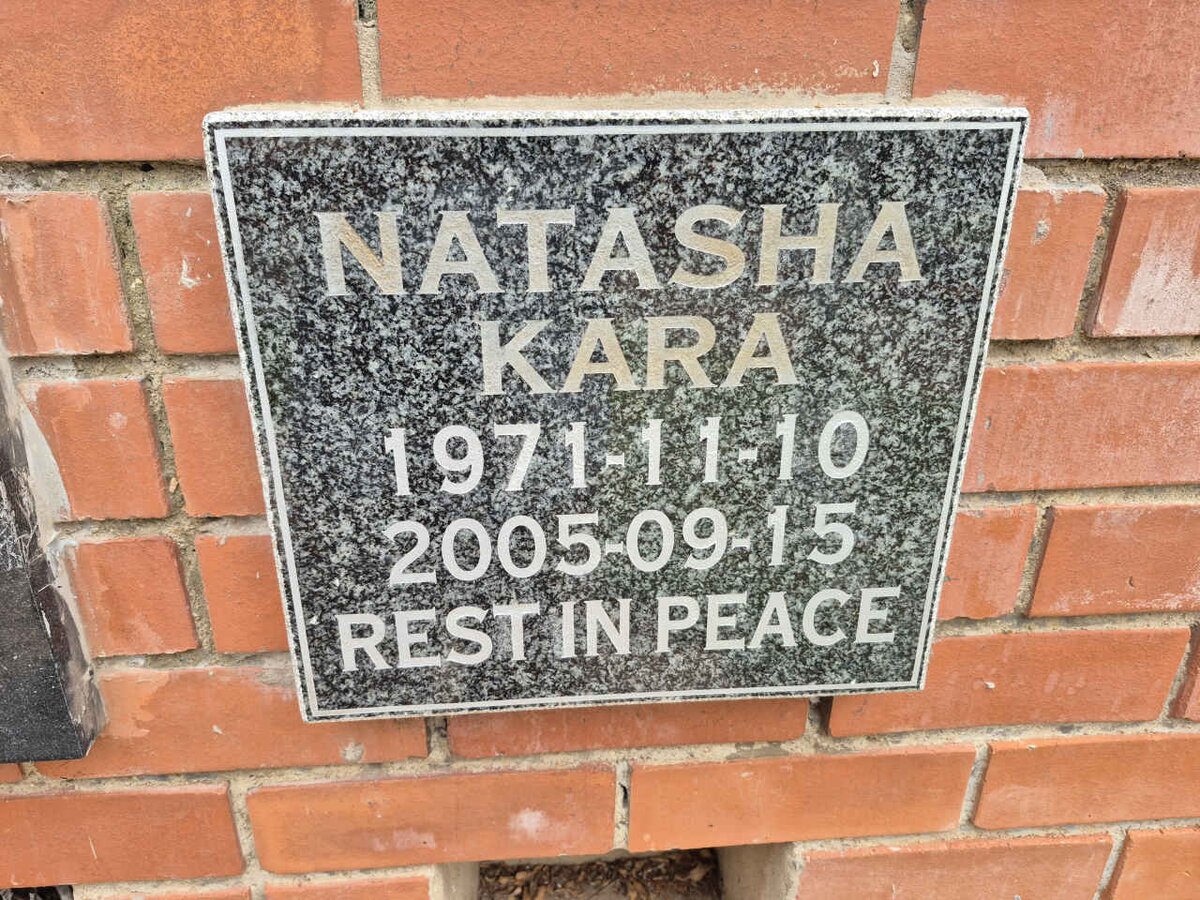 NATASHA
KARA
1971-11-10
2005-09-15
REST IN PEACE